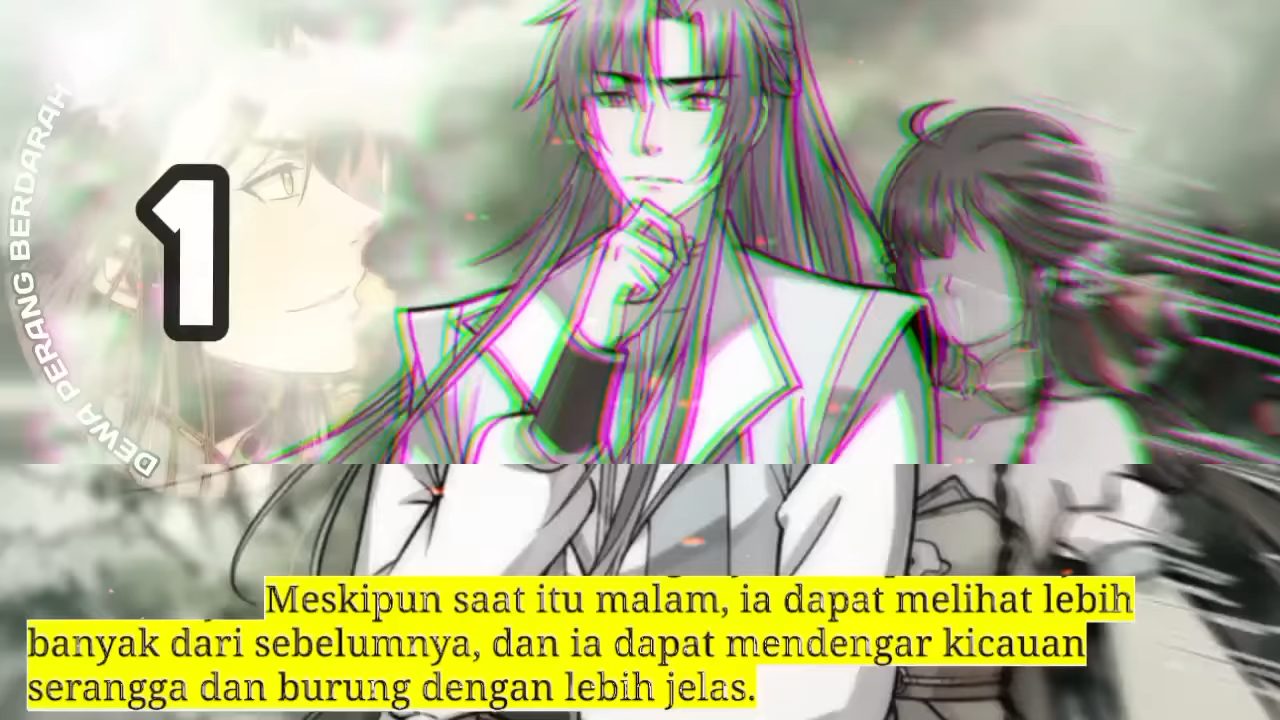 DEWA PERANG BERDARAH
1
Meskipun saat itu malam, ia dapat melihat lebih
banyak dari sebelumnya, dan ia dapat mendengar kicauan
serangga dan burung dengan lebih jelas.